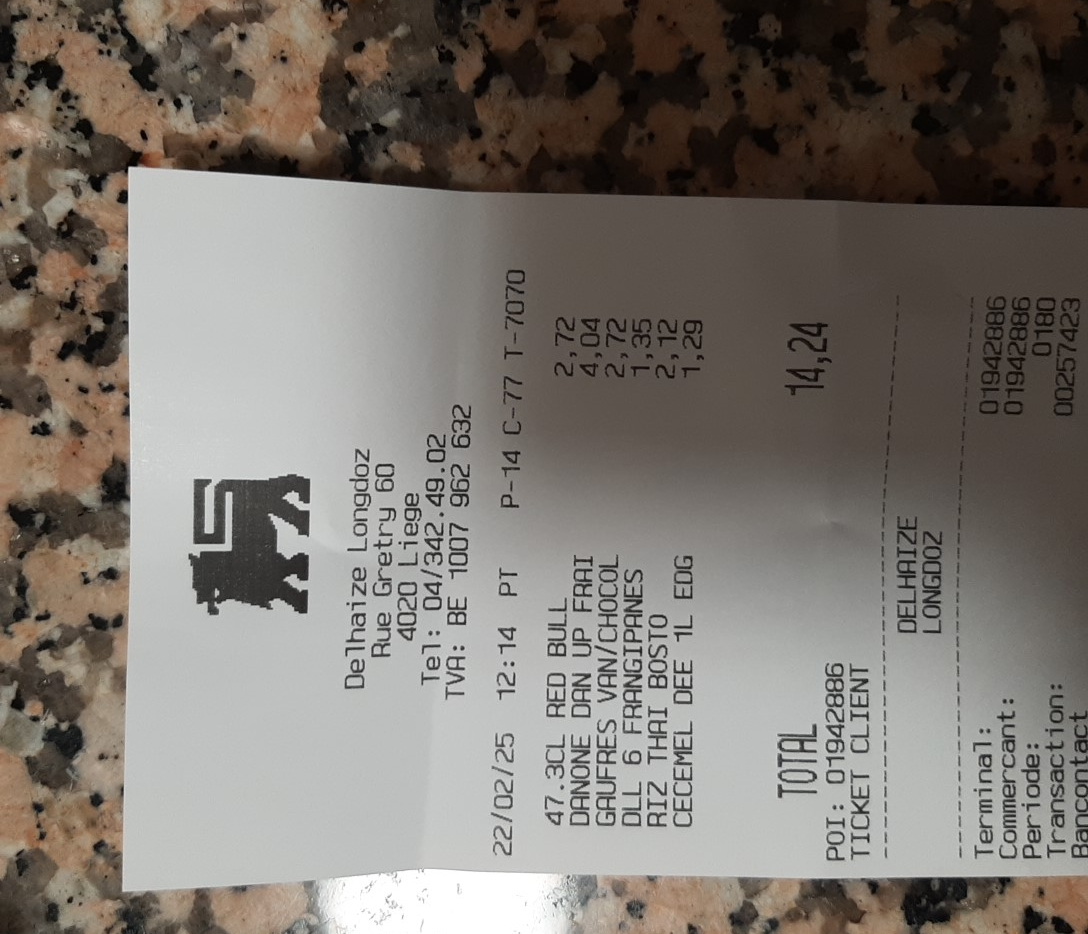 Delhaize Longdoz
Rue Gretry 60
4020 Liege
Tel: 04/342.49.02
TVA: BE 1007 962 632
22/02/25 12:14 PT P-14 C-77 T-7070
47.3CL RED BULL 2,72
DANONE DAN UP FRAI 4,04
GAUFRES VAN/CHOCOL 2,72
DLL 6 FRANGIPANES 1,35
RIZ THAI BOSTO 2,12
CECEMEL DEE 1L EDG 1,29
TOTAL 14,24
POI: 01942886
TICKET CLIENT
DELHAIZE
LONGDOZ
Terminal: 01942886
Commercant: 01942886
Periode: 0180
Transaction: 00257423
Bancontact